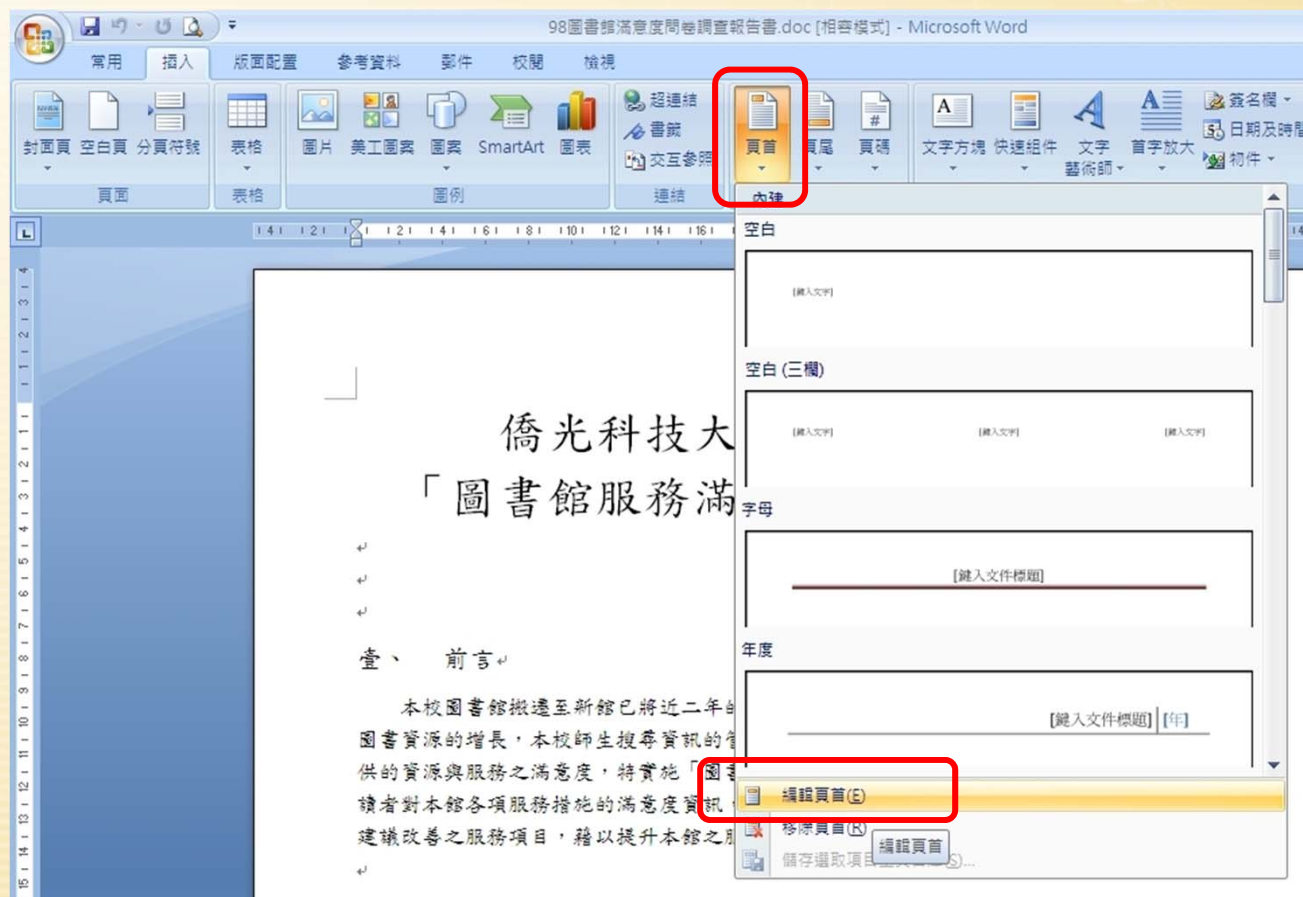 98圖書館滿意度問卷調查報告書.doc [相容模式] - Microsoft Word
常用 插入 版面配置 參考資料 郵件 校閱 檢視
封面頁 空白頁 分頁符號 表格 圖片 美工圖案 圖案 SmartArt 圖表 超連結 書籤 交互參照 頁首 頁尾 頁碼 文字方塊 快速組件 文字藝術師 首字放大 簽名欄 日期及時間 物件
頁面 表格 圖例 連結
內建
空白
[鍵入文字]
空白 (三欄)
[鍵入文字] [鍵入文字] [鍵入文字]
字母
[鍵入文件標題]
年度
[鍵入文件標題] [年]
編輯頁首(E)
移除頁首(R)
編輯頁首
儲存選取項目
(S)...
僑光科技大
「圖書館服務滿
壹、 前言
本校圖書館搬遷至新館已將近二年的
圖書資源的增長,本校師生搜尋資訊的管
供的資源與服務之滿意度,特實施「圖書
讀者對本館各項服務措施的滿意度資訊
建議改善之服務項目,藉以提升本館之服